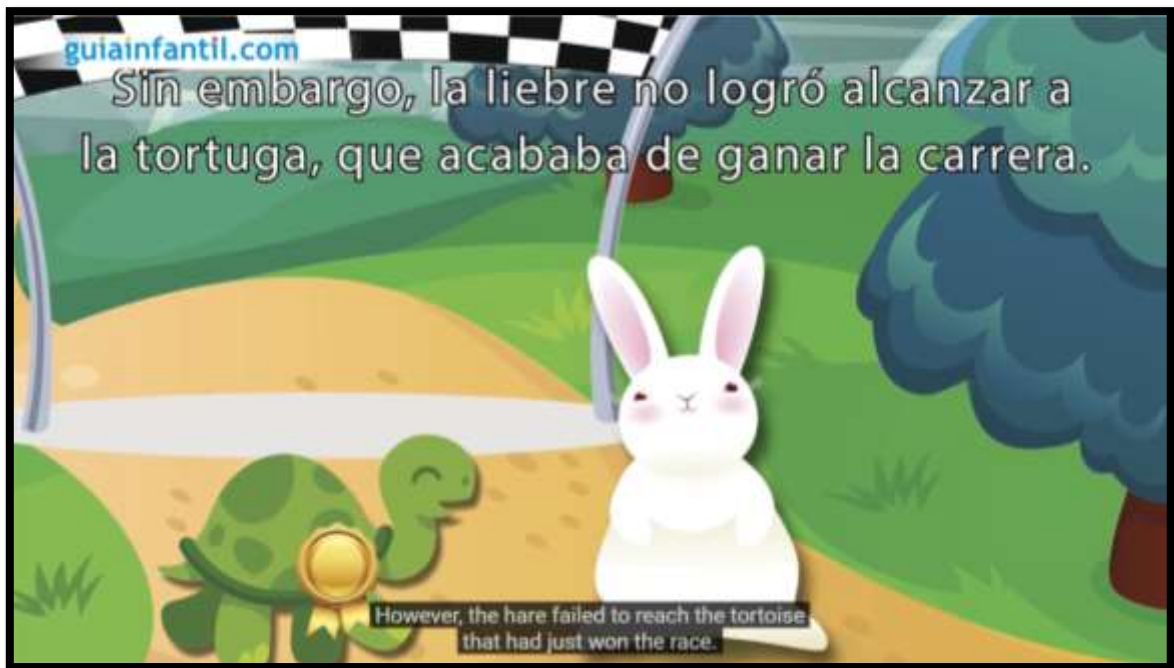 guiainfantil.com
Sin embargo, la liebre no logró alcanzar a
la tortuga, que acababa de ganar la carrera.
However, the hare failed to reach the tortoise
that had just won the race.